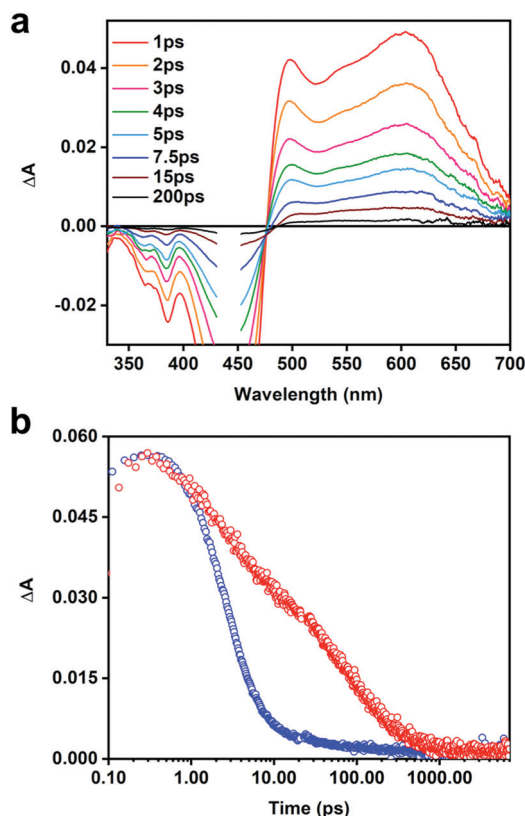 a
1ps
2ps
3ps
4ps
5ps
7.5ps
15ps
200ps
0.04
0.02
0.00
-0.02
ΔA
350 400 450 500 550 600 650 700
Wavelength (nm)
b
0.060
0.045
0.030
0.015
0.000
ΔA
0.10 1.00 10.00 100.00 1000.00
Time (ps)